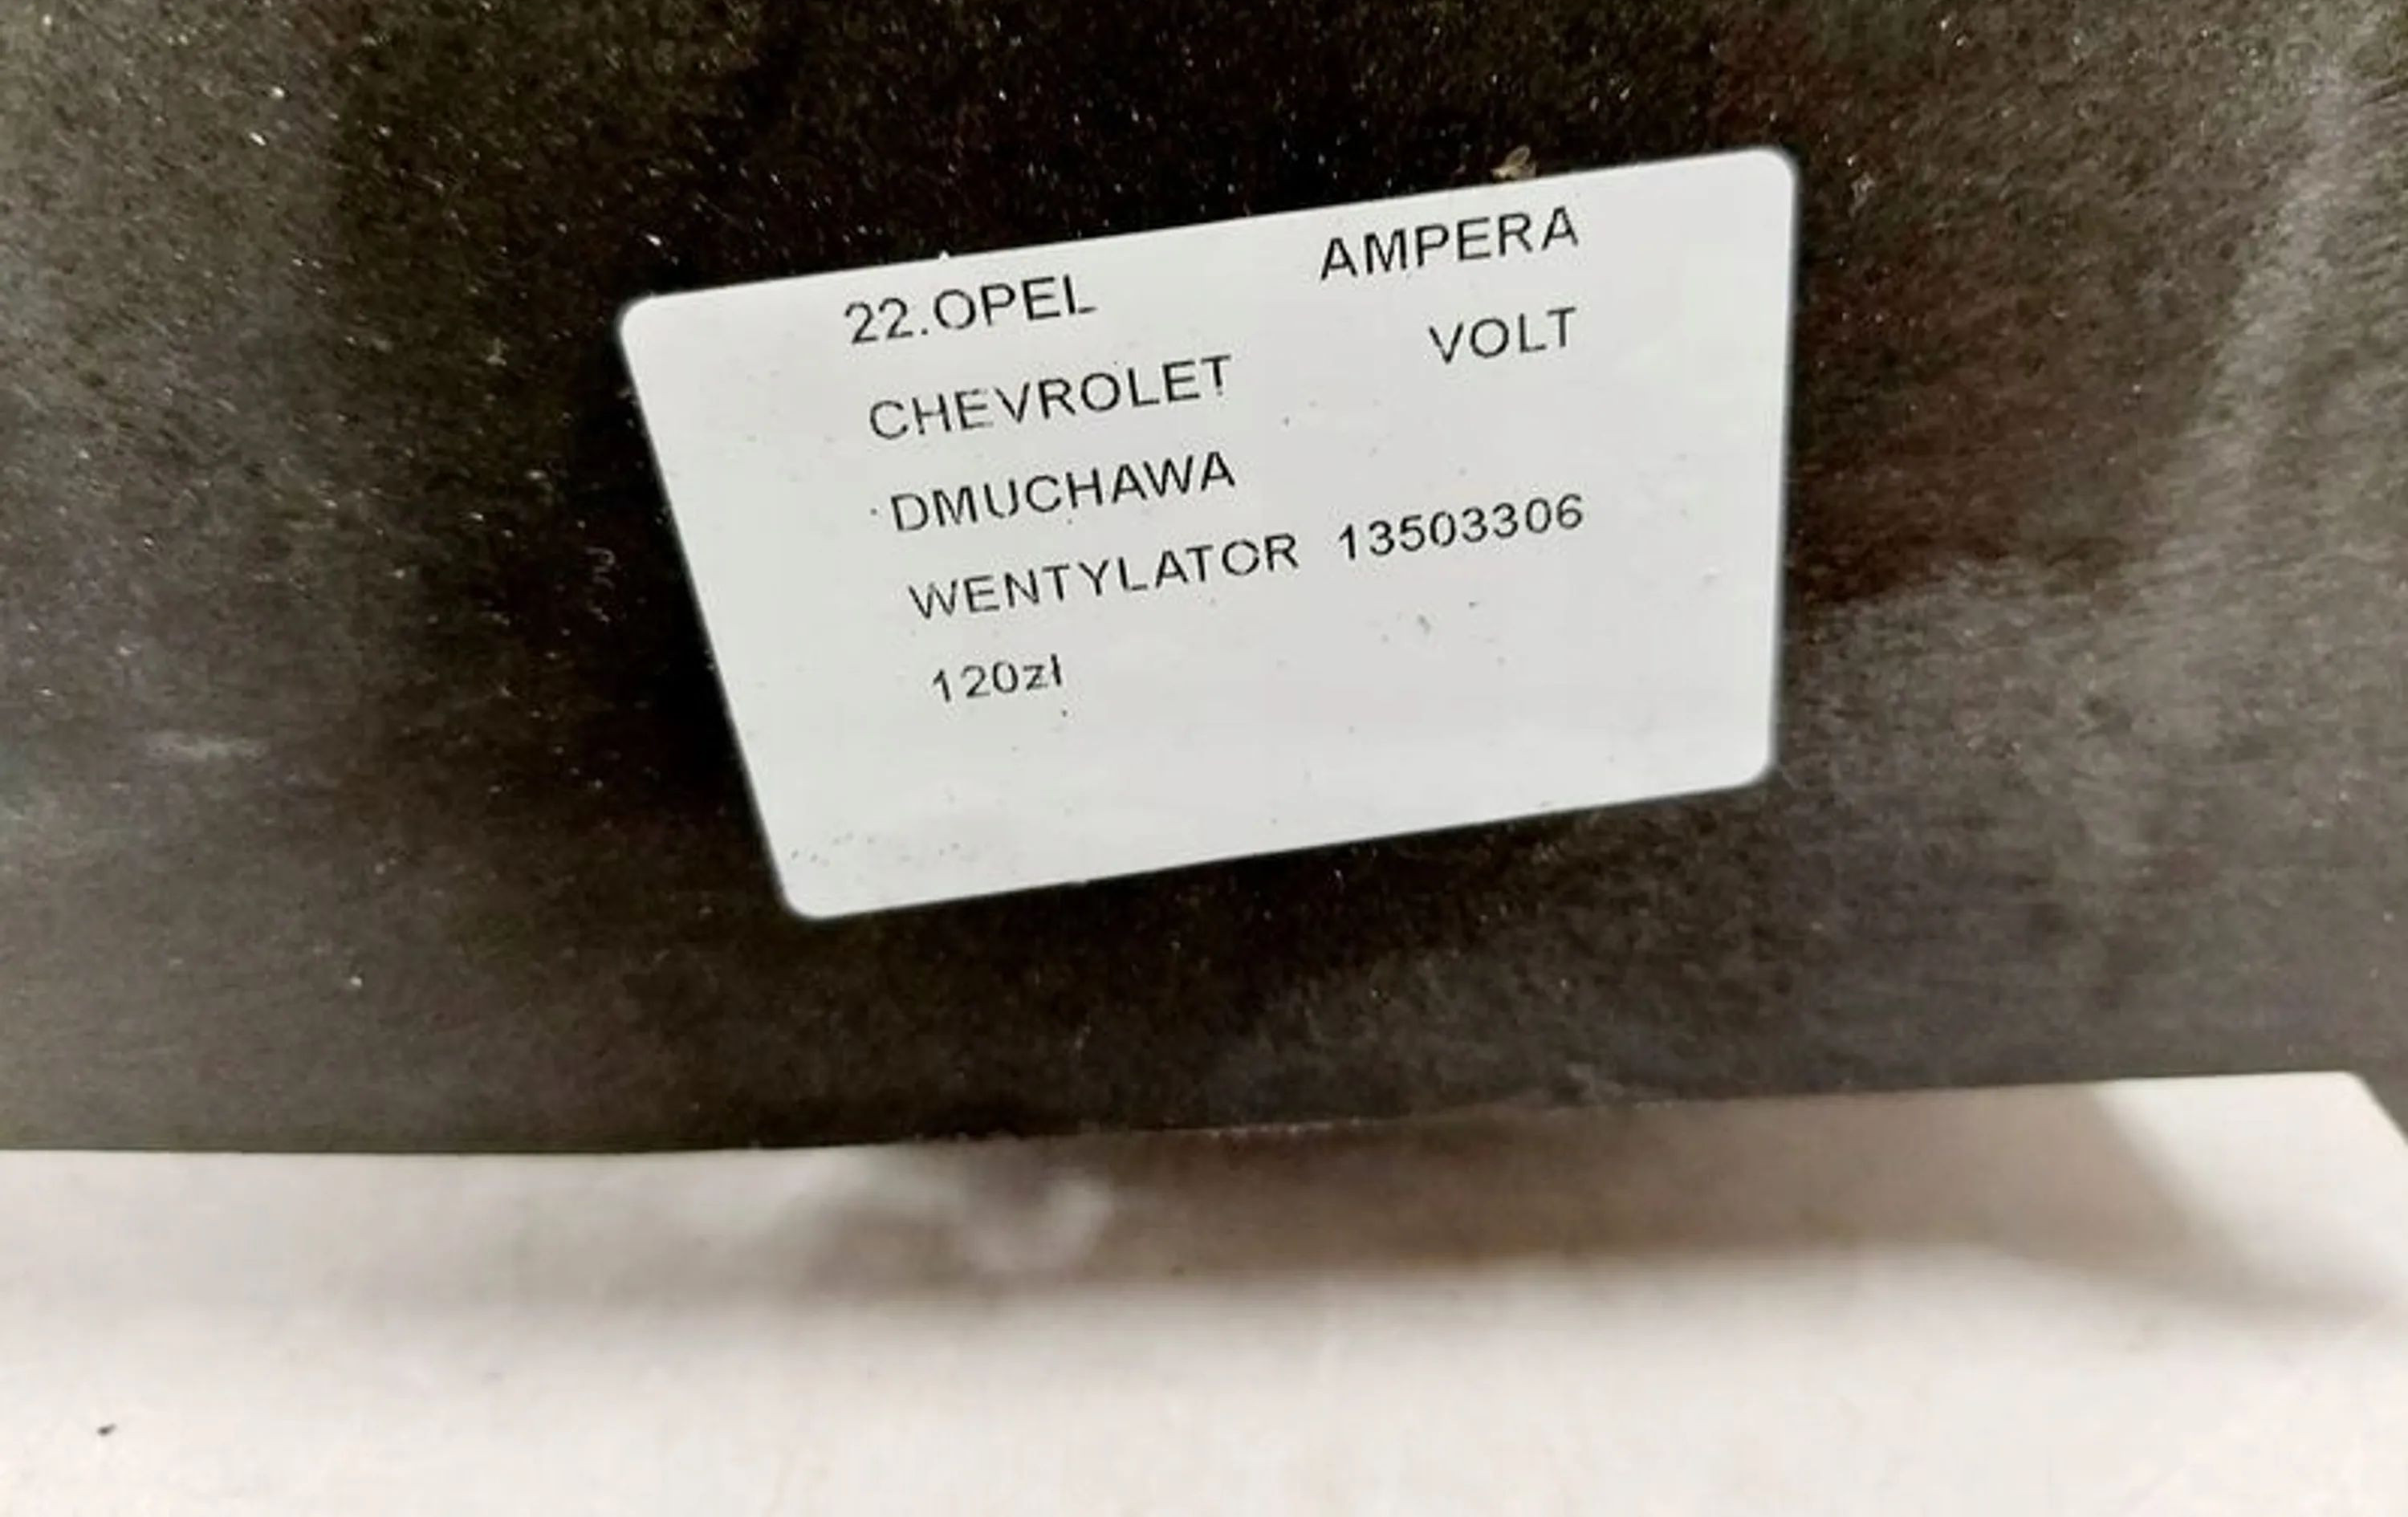 22.OPEL AMPERA
CHEVROLET VOLT
DMUCHAWA
WENTYLATOR 13503306
120zł